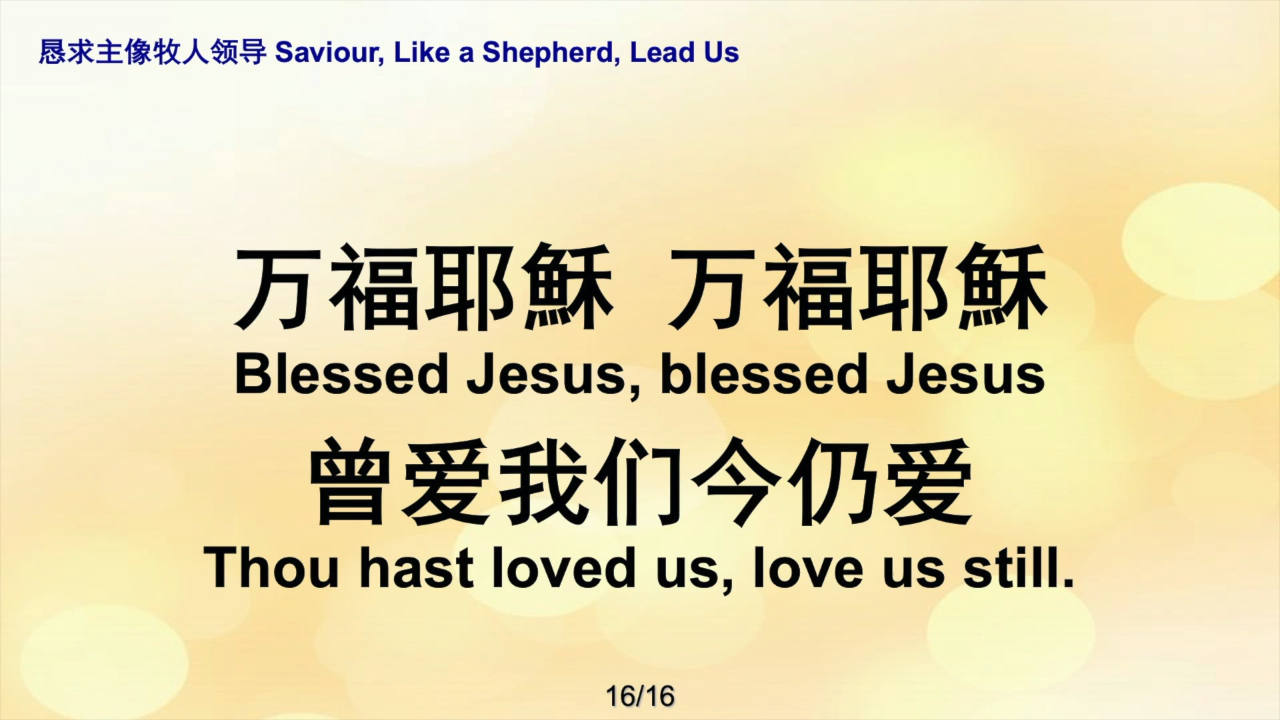 恳求主像牧人领导 Saviour, Like a Shepherd, Lead Us
万福耶穌 万福耶穌
Blessed Jesus, blessed Jesus
曾爱我们今仍爱
Thou hast loved us, love us still.
16/16